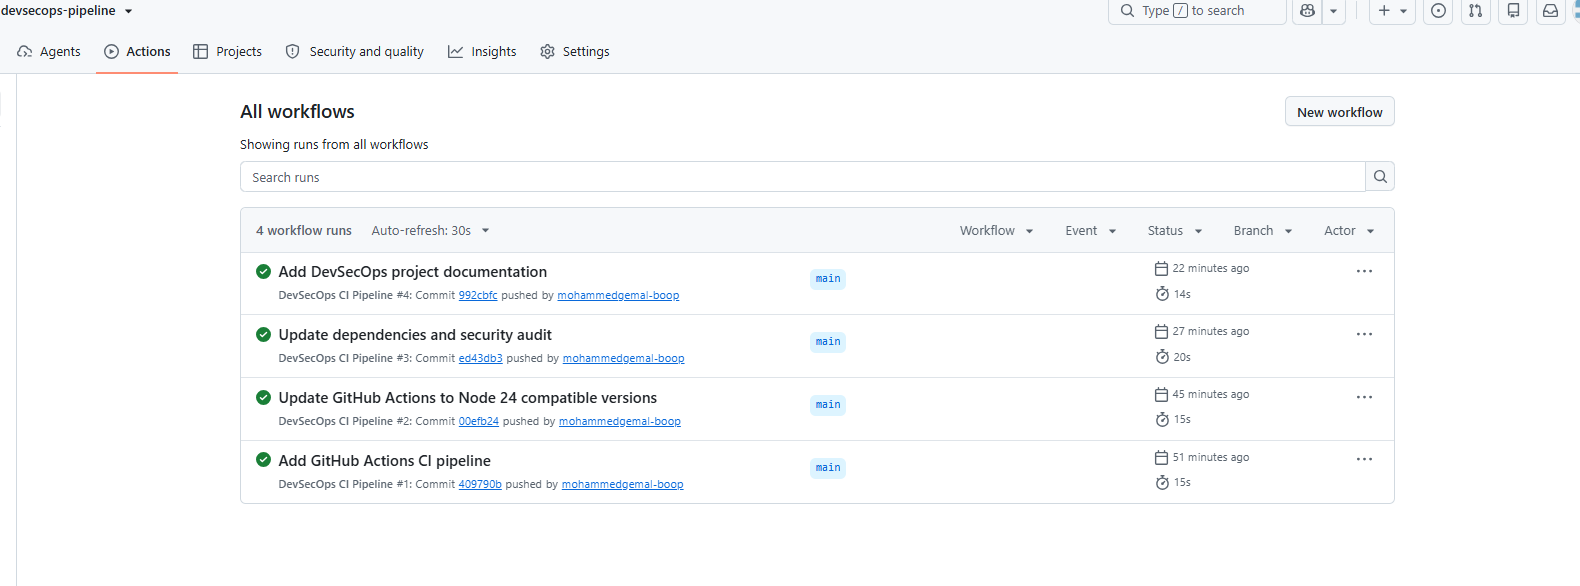 devsecops-pipeline
Type / to search
Agents
Actions
Projects
Security and quality
Insights
Settings
All workflows
New workflow
Showing runs from all workflows
Search runs
4 workflow runs
Auto-refresh: 30s
Workflow
Event
Status
Branch
Actor
Add DevSecOps project documentation
main
22 minutes ago
DevSecOps CI Pipeline #4: Commit 992cbfc pushed by mohammedgemal-boop
14s
Update dependencies and security audit
main
27 minutes ago
DevSecOps CI Pipeline #3: Commit ed43db3 pushed by mohammedgemal-boop
20s
Update GitHub Actions to Node 24 compatible versions
main
45 minutes ago
DevSecOps CI Pipeline #2: Commit 00efb24 pushed by mohammedgemal-boop
15s
Add GitHub Actions CI pipeline
main
51 minutes ago
DevSecOps CI Pipeline #1: Commit 409790b pushed by mohammedgemal-boop
15s